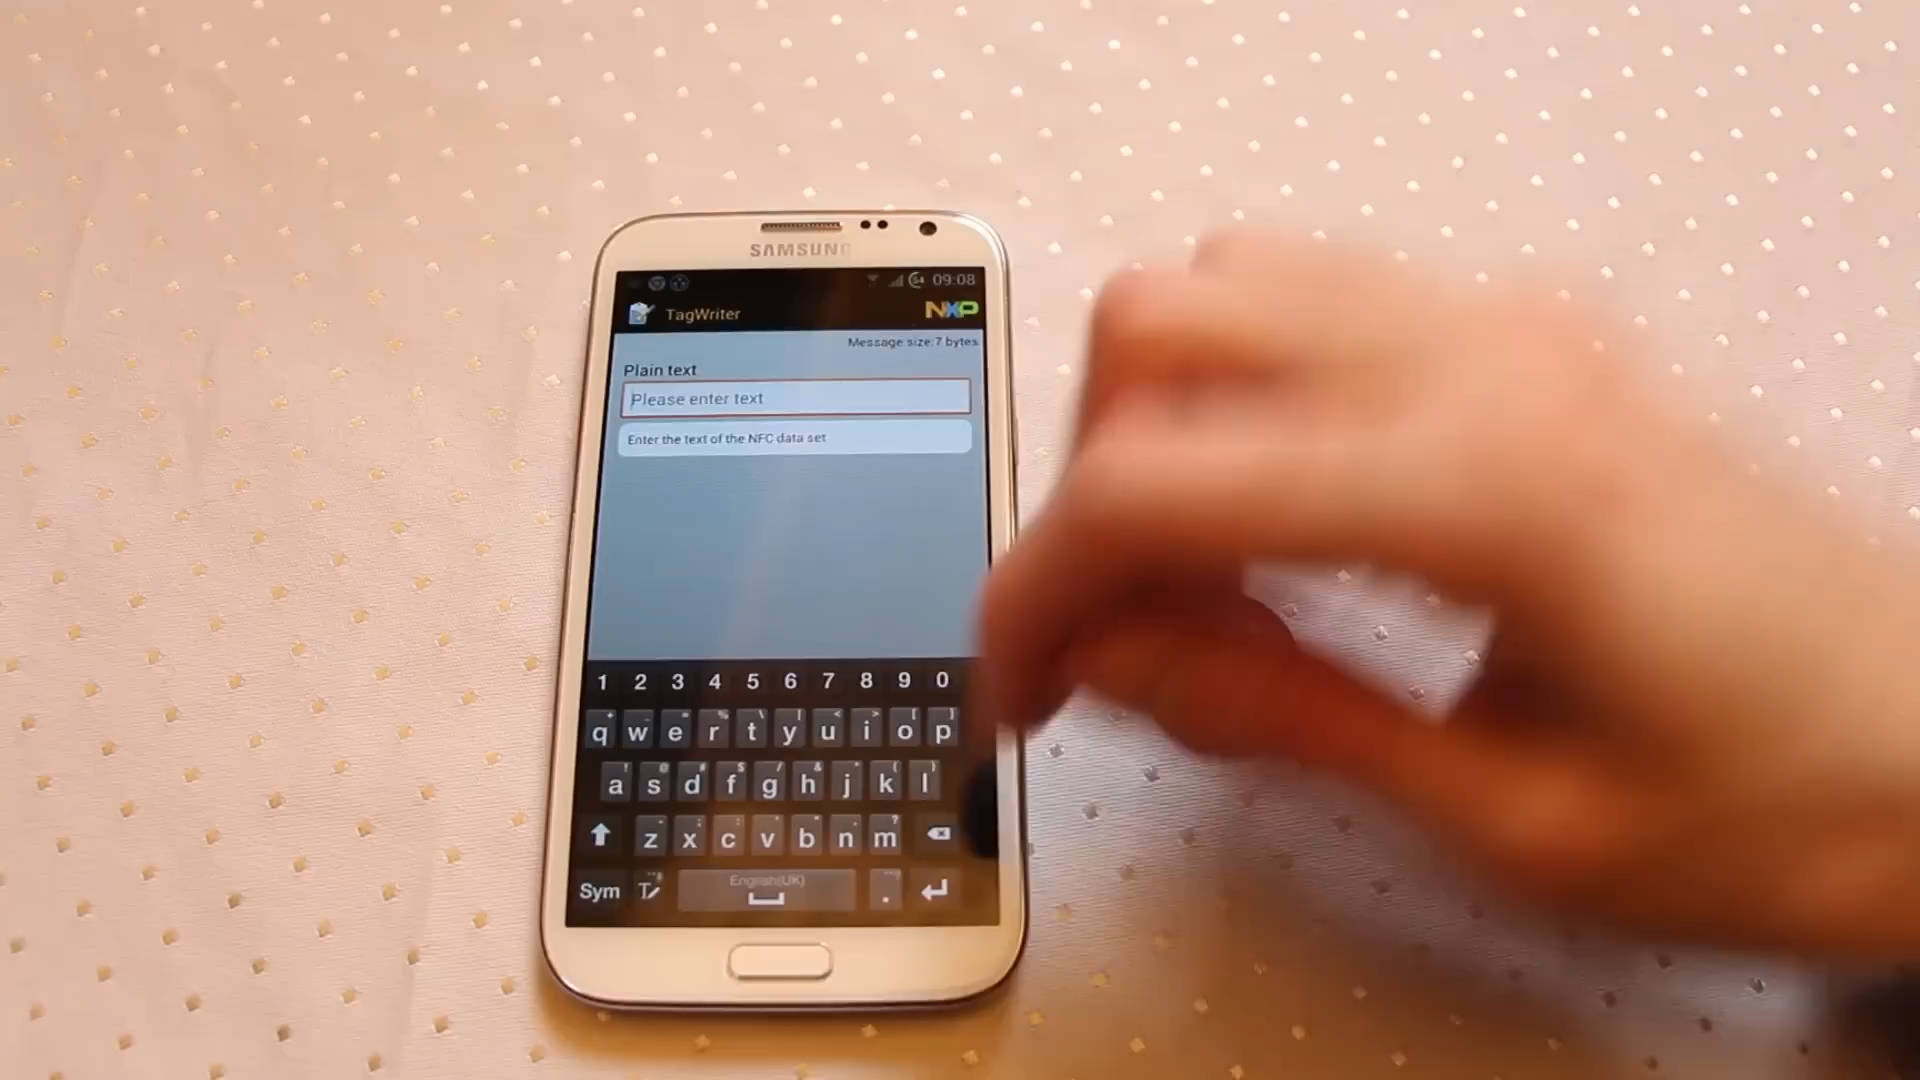 SAMSUNG
09:08
TagWriter
NXP
Message size:7 bytes
Plain text
Please enter text
Enter the text of the NFC data set
1 2 3 4 5 6 7 8 9 0
q w e r t y u i o p
a s d f g h j k l
z x c v b n m
Sym
English(UK)
.